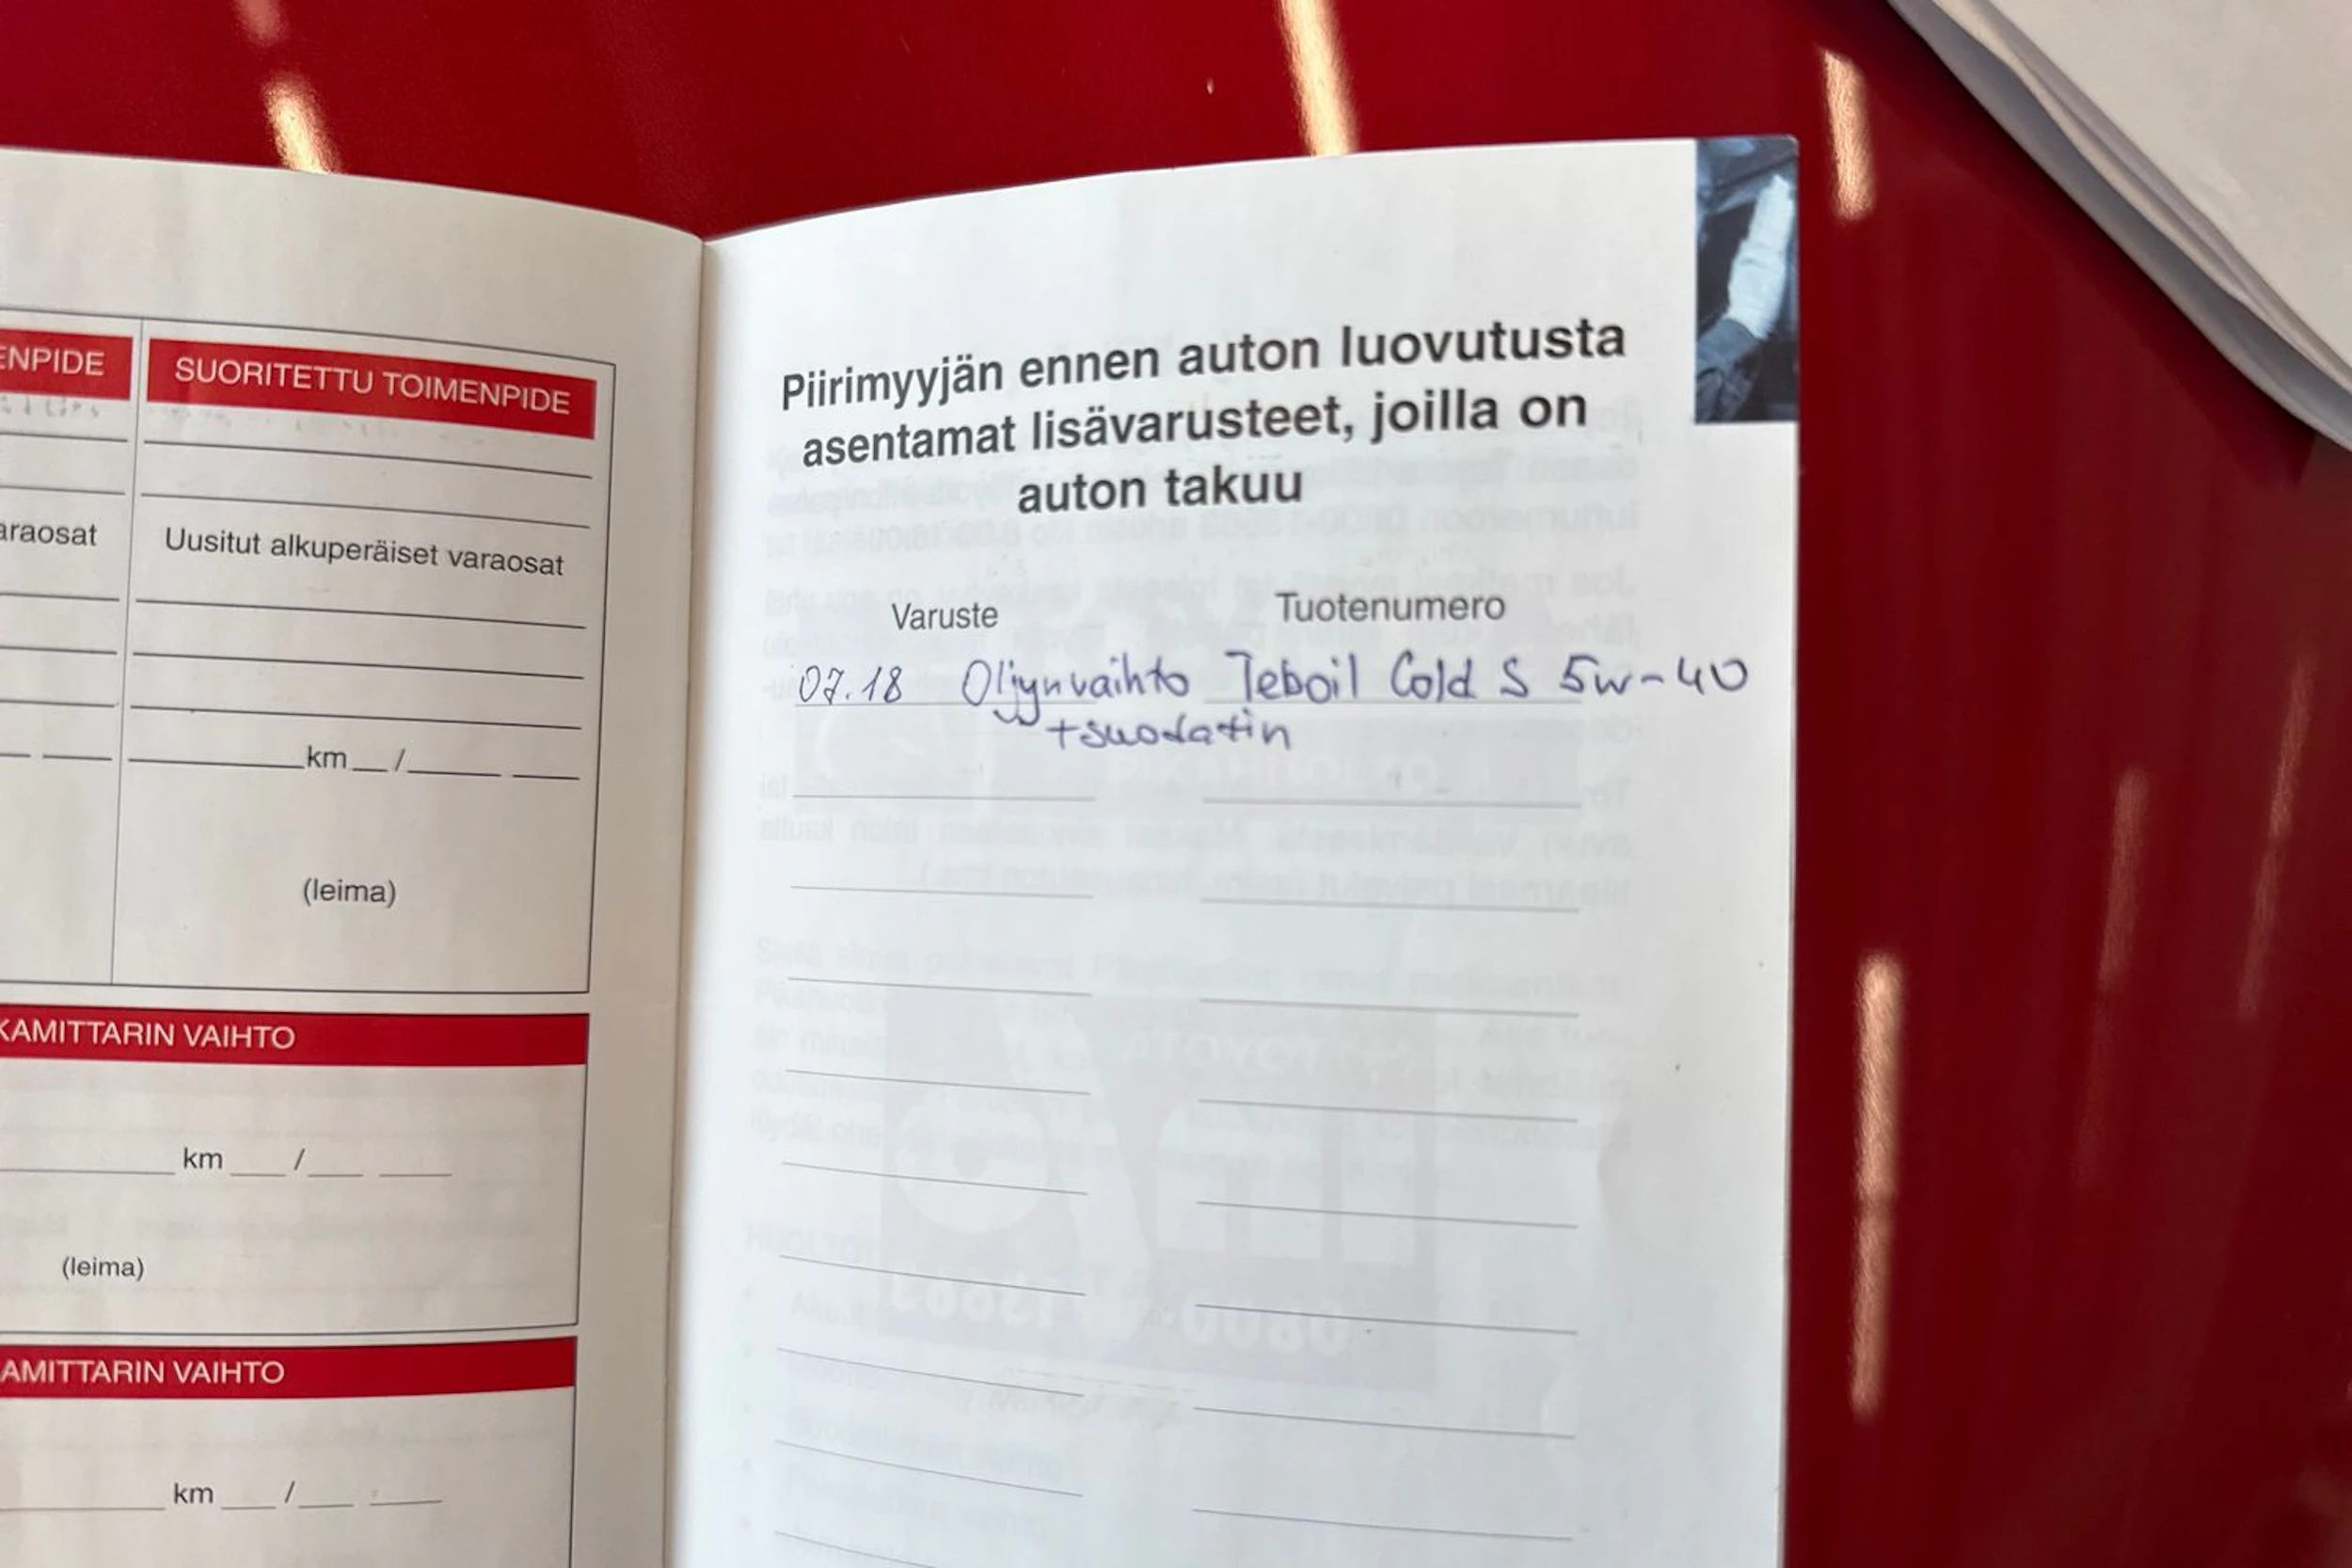 ENPIDE
SUORITETTU TOIMENPIDE
araosat
Uusitut alkuperäiset varaosat
km / 
(leima)
KAMITTARIN VAIHTO
km /
(leima)
AMITTARIN VAIHTO
km /
Piirimyyjän ennen auton luovutusta
asentamat lisävarusteet, joilla on
auton takuu
Varuste Tuotenumero
07.18 Oljynvaihto Teboil Cold S 5w-40
+suodatin